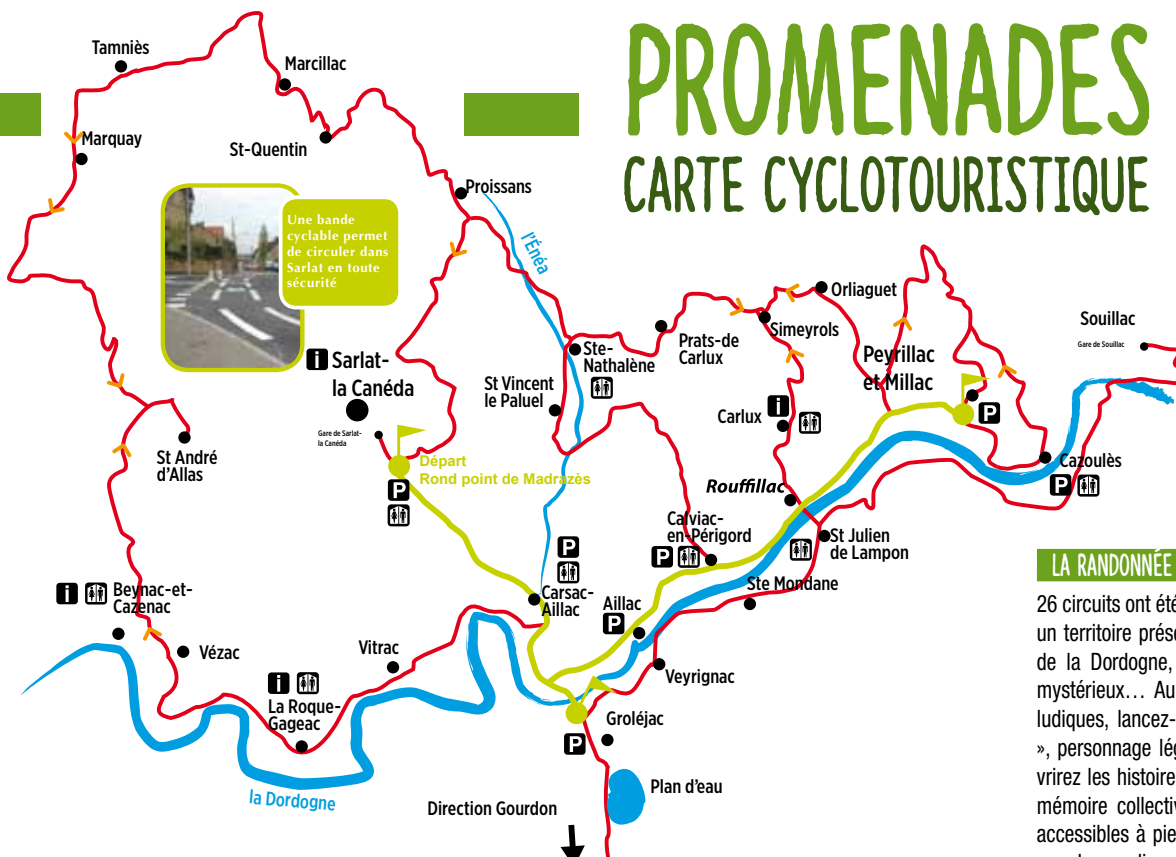 PROMENADES
CARTE CYCLOTOURISTIQUE
Tamniès
Marcillac
Marquay
St-Quentin
Proissans
Une bande
cyclable permet
de circuler dans
Sarlat en toute
sécurité
l'Énéa
Orliaguet
Simeyrols
Souillac
Gare de Souillac
Prats-de-
Carlux
Ste-
Nathalène
Peyrillac
et Millac
P
i Sarlat-
la Canéda
Gare de Sarlat-
la Canéda
St Vincent
le Paluel
Carlux i
St André
d'Allas
Départ
Rond point de Madrazès
P
Cazoulès
P
Rouffillac
Calviac-
en-Périgord
P
St Julien
de Lampon
P
Carsac-
Aillac
Aillac
P
Ste Mondane
i Beynac-et-
Cazenac
Vézac
Vitrac
Veyrignac
i
La Roque-
Gageac
Groléjac
P
la Dordogne
Plan d'eau
Direction Gourdon
LA RANDONNÉE
26 circuits ont été
un territoire prése
de la Dordogne,
mystérieux… Au
ludiques, lancez-
», personnage lég
vrirez les histoire
mémoire collectiv
accessibles à pie